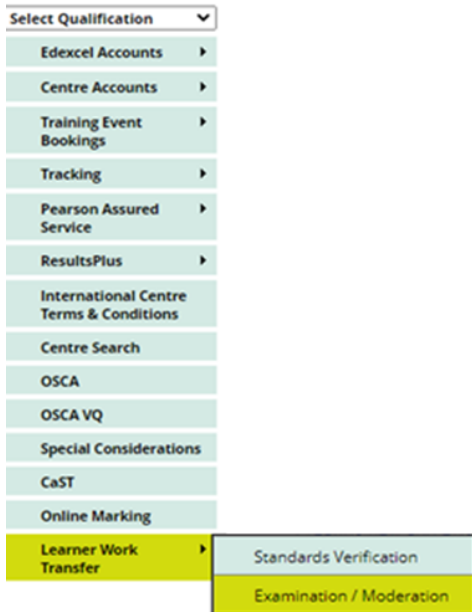 Select Qualification
Edexcel Accounts
Centre Accounts
Training Event
Bookings
Tracking
Pearson Assured
Service
ResultsPlus
International Centre
Terms & Conditions
Centre Search
OSCA
OSCA VQ
Special Considerations
CaST
Online Marking
Learner Work
Transfer
Standards Verification
Examination / Moderation